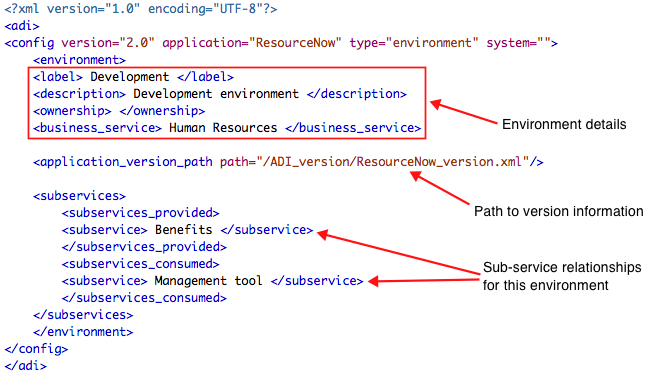 <?xml version="1.0" encoding="UTF-8"?>
<adi>
<config version="2.0" application="ResourceNow" type="environment" system="">
<environment>
<label> Development </label>
<description> Development environment </description>
<ownership> </ownership>
<business_service> Human Resources </business_service>
Environment details
<application_version_path path="/ADI_version/ResourceNow_version.xml"/>
Path to version information
<subservices>
<subservices_provided>
<subservice> Benefits </subservice>
</subservices_provided>
<subservices_consumed>
<subservice> Management tool </subservice>
</subservices_consumed>
Sub-service relationships
for this environment
</subservices>
</environment>
</config>
</adi>